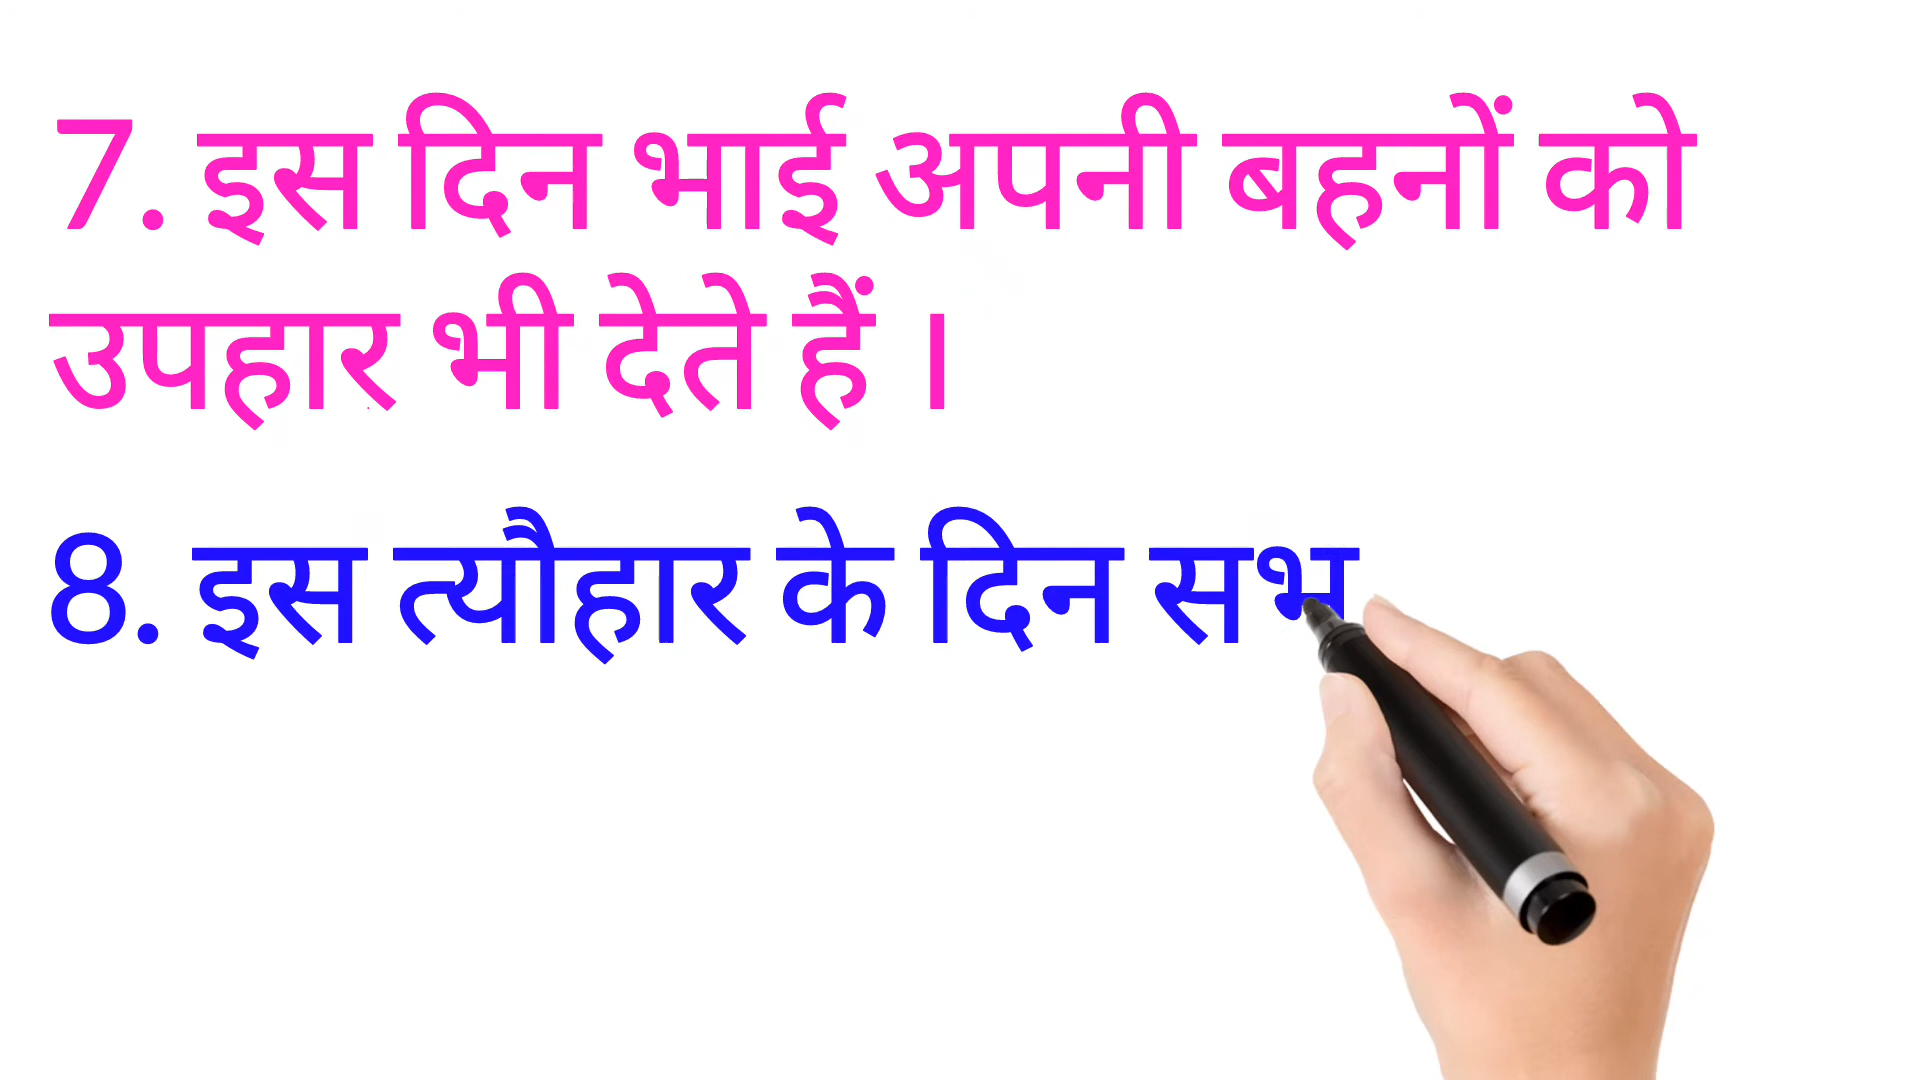 7. इस दिन भाई अपनी बहनों को
उपहार भी देते हैं ।
8. इस त्यौहार के दिन सभ